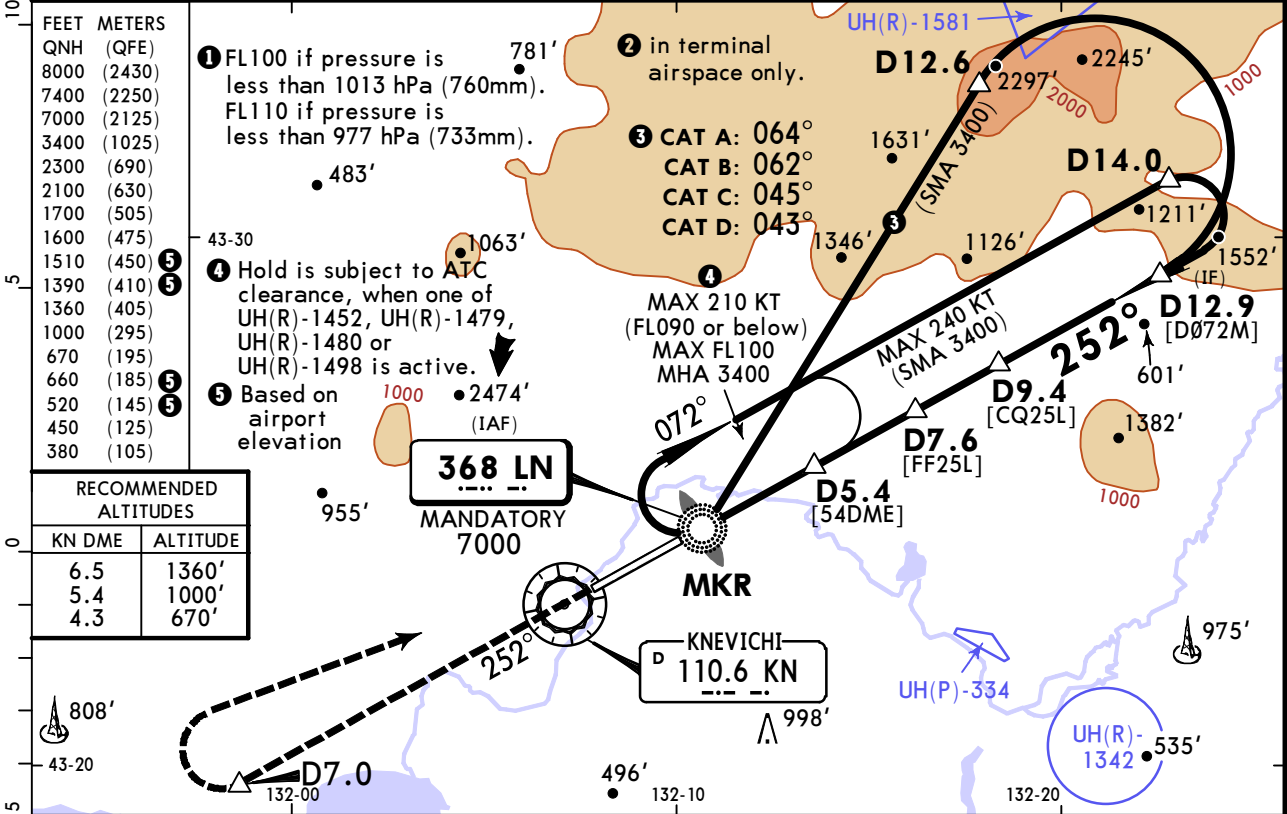 10
5
0
5
FEET METERS
QNH (QFE)
8000 (2430)
7400 (2250)
7000 (2125)
3400 (1025)
2300 (690)
2100 (630)
1700 (505)
1600 (475)
1510 (450) 5
1390 (410) 5
1360 (405)
1000 (295)
670 (195)
660 (185) 5
520 (145) 5
450 (125)
380 (105)
RECOMMENDED
ALTITUDES
KN DME ALTITUDE
6.5 1360'
5.4 1000'
4.3 670'
1 FL100 if pressure is
less than 1013 hPa (760mm).
FL110 if pressure is
less than 977 hPa (733mm).
781'
2 in terminal
airspace only.
3 CAT A: 064°
CAT B: 062°
CAT C: 045°
CAT D: 043°
UH(R)-1581
D12.6
2297'
2245'
2000
1000
1631'
(SMA 3400)
3
D14.0
1211'
1552'
(IF)
D12.9
[DØ72M]
483'
43-30
1063'
1346'
1126'
4 Hold is subject to ATC
clearance, when one of
UH(R)-1452, UH(R)-1479,
UH(R)-1480 or
UH(R)-1498 is active.
5 Based on
airport
elevation
4
MAX 210 KT
(FL090 or below)
MAX FL100
MHA 3400
MAX 240 KT
(SMA 3400)
252°
601'
D9.4
[CQ25L]
D7.6
[FF25L]
D5.4
[54DME]
1382'
1000
1000
2474'
(IAF)
072°
368 LN
MANDATORY
7000
955'
MKR
KNEVICHI
D 110.6 KN
252°
998'
UH(P)-334
975'
UH(R)-
1342
535'
808'
43-20
D7.0
132-00
496'
132-10
132-20